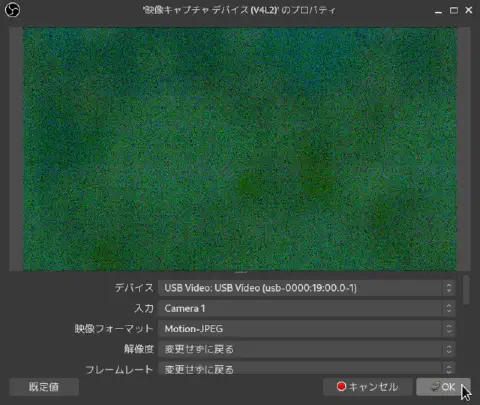 '映像キャプチャ デバイス (V4L2)' のプロパティ
デバイス USB Video: USB Video (usb-0000:19:00.0-1)
入力 Camera 1
映像フォーマット Motion-JPEG
解像度 変更せずに戻る
フレームレート 変更せずに戻る
既定値 キャンセル OK